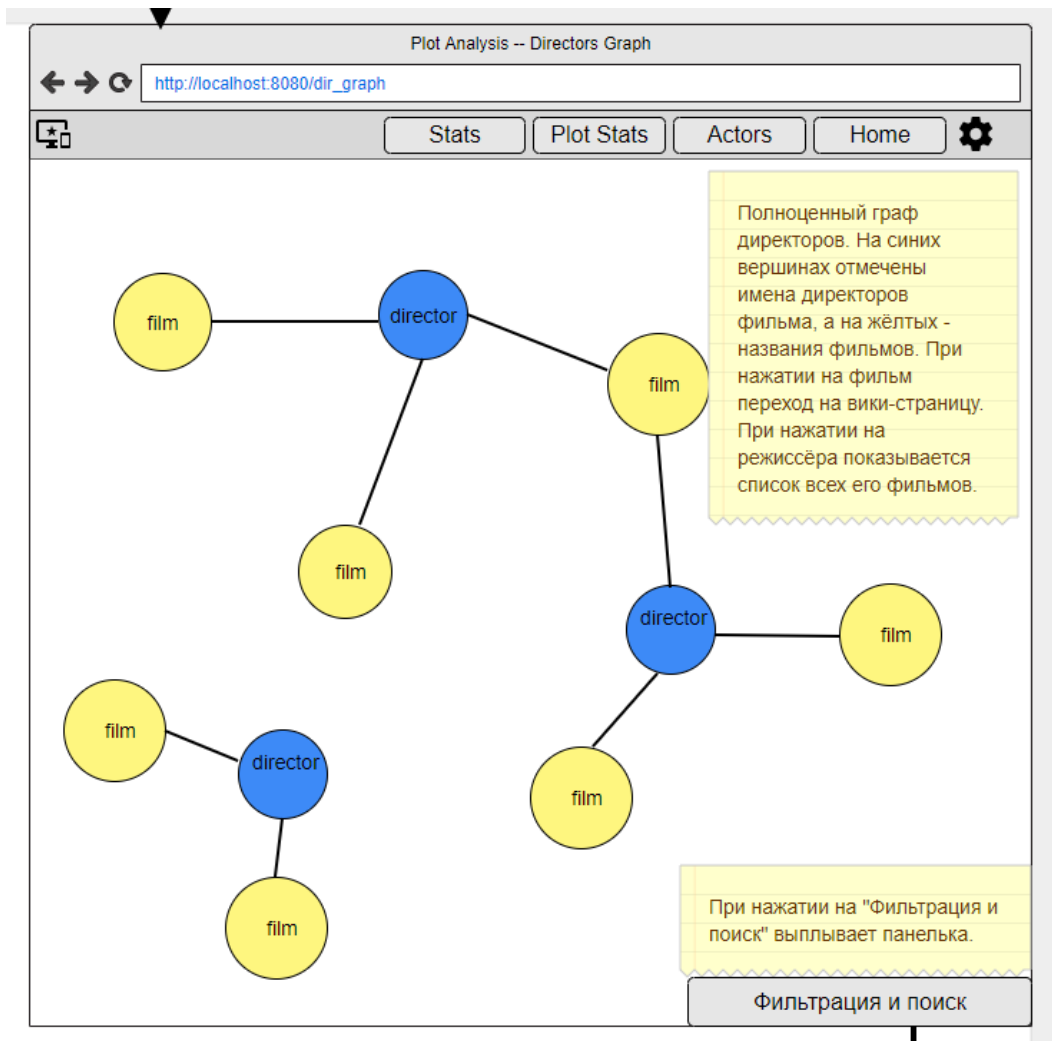 Plot Analysis -- Directors Graph
http://localhost:8080/dir_graph
Stats
Plot Stats
Actors
Home
Полноценный граф
директоров. На синих
вершинах отмечены
имена директоров
фильма, а на жёлтых -
названия фильмов. При
нажатии на фильм
переход на вики-страницу.
При нажатии на
режиссёра показывается
список всех его фильмов.
film
director
film
film
director
film
film
director
film
film
При нажатии на "Фильтрация и
поиск" выплывает панелька.
Фильтрация и поиск